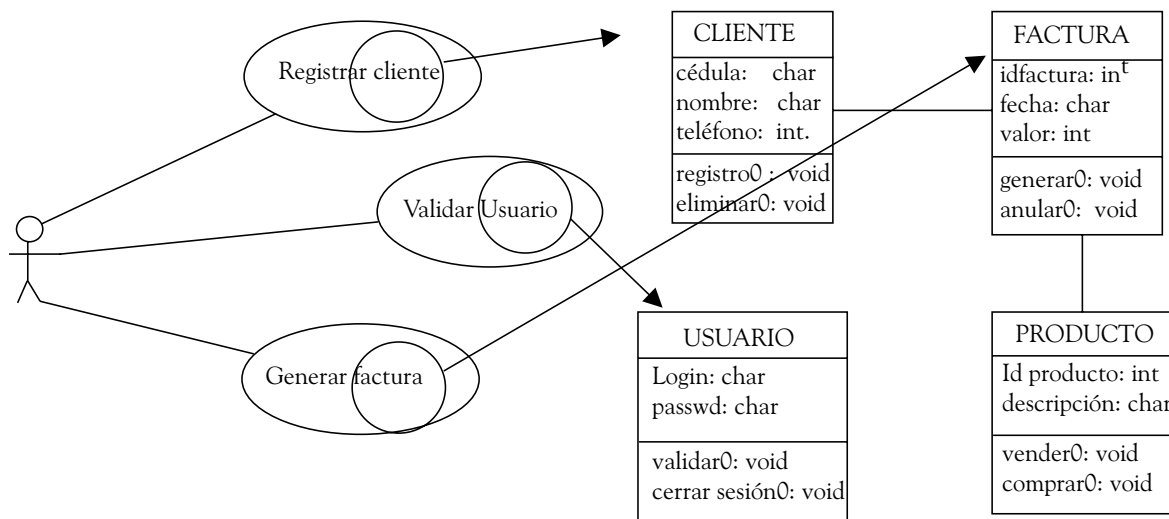 Registrar cliente
Validar Usuario
Generar factura
CLIENTE
cédula: char
nombre: char
teléfono: int.
registro0 : void
eliminar0: void
FACTURA
idfactura: int
fecha: char
valor: int
generar0: void
anular0: void
USUARIO
Login: char
passwd: char
validar0: void
cerrar sesión0: void
PRODUCTO
Id producto: int
descripción: char
vender0: void
comprar0: void